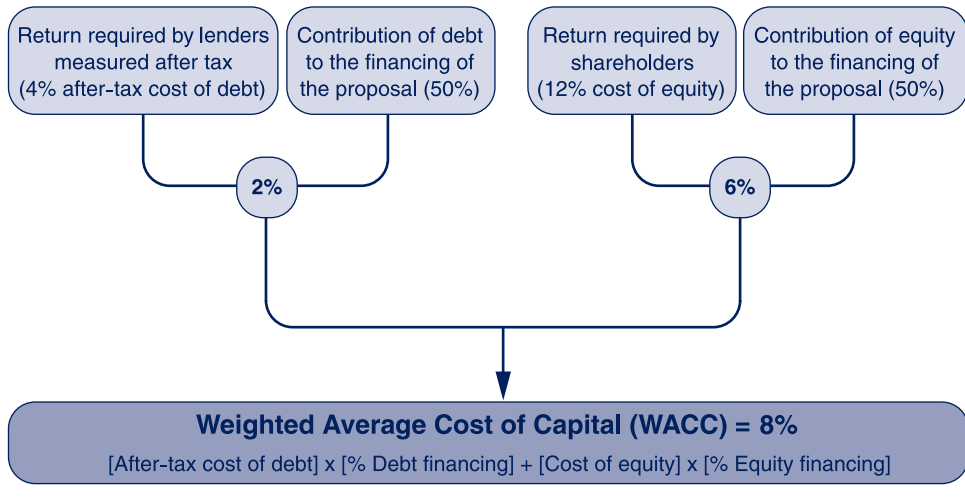 Return required by lenders
measured after tax
(4% after-tax cost of debt)
Contribution of debt
to the financing of
the proposal (50%)
Return required by
shareholders
(12% cost of equity)
Contribution of equity
to the financing of
the proposal (50%)
2%
6%
Weighted Average Cost of Capital (WACC) = 8%
[After-tax cost of debt] x [% Debt financing] + [Cost of equity] x [% Equity financing]